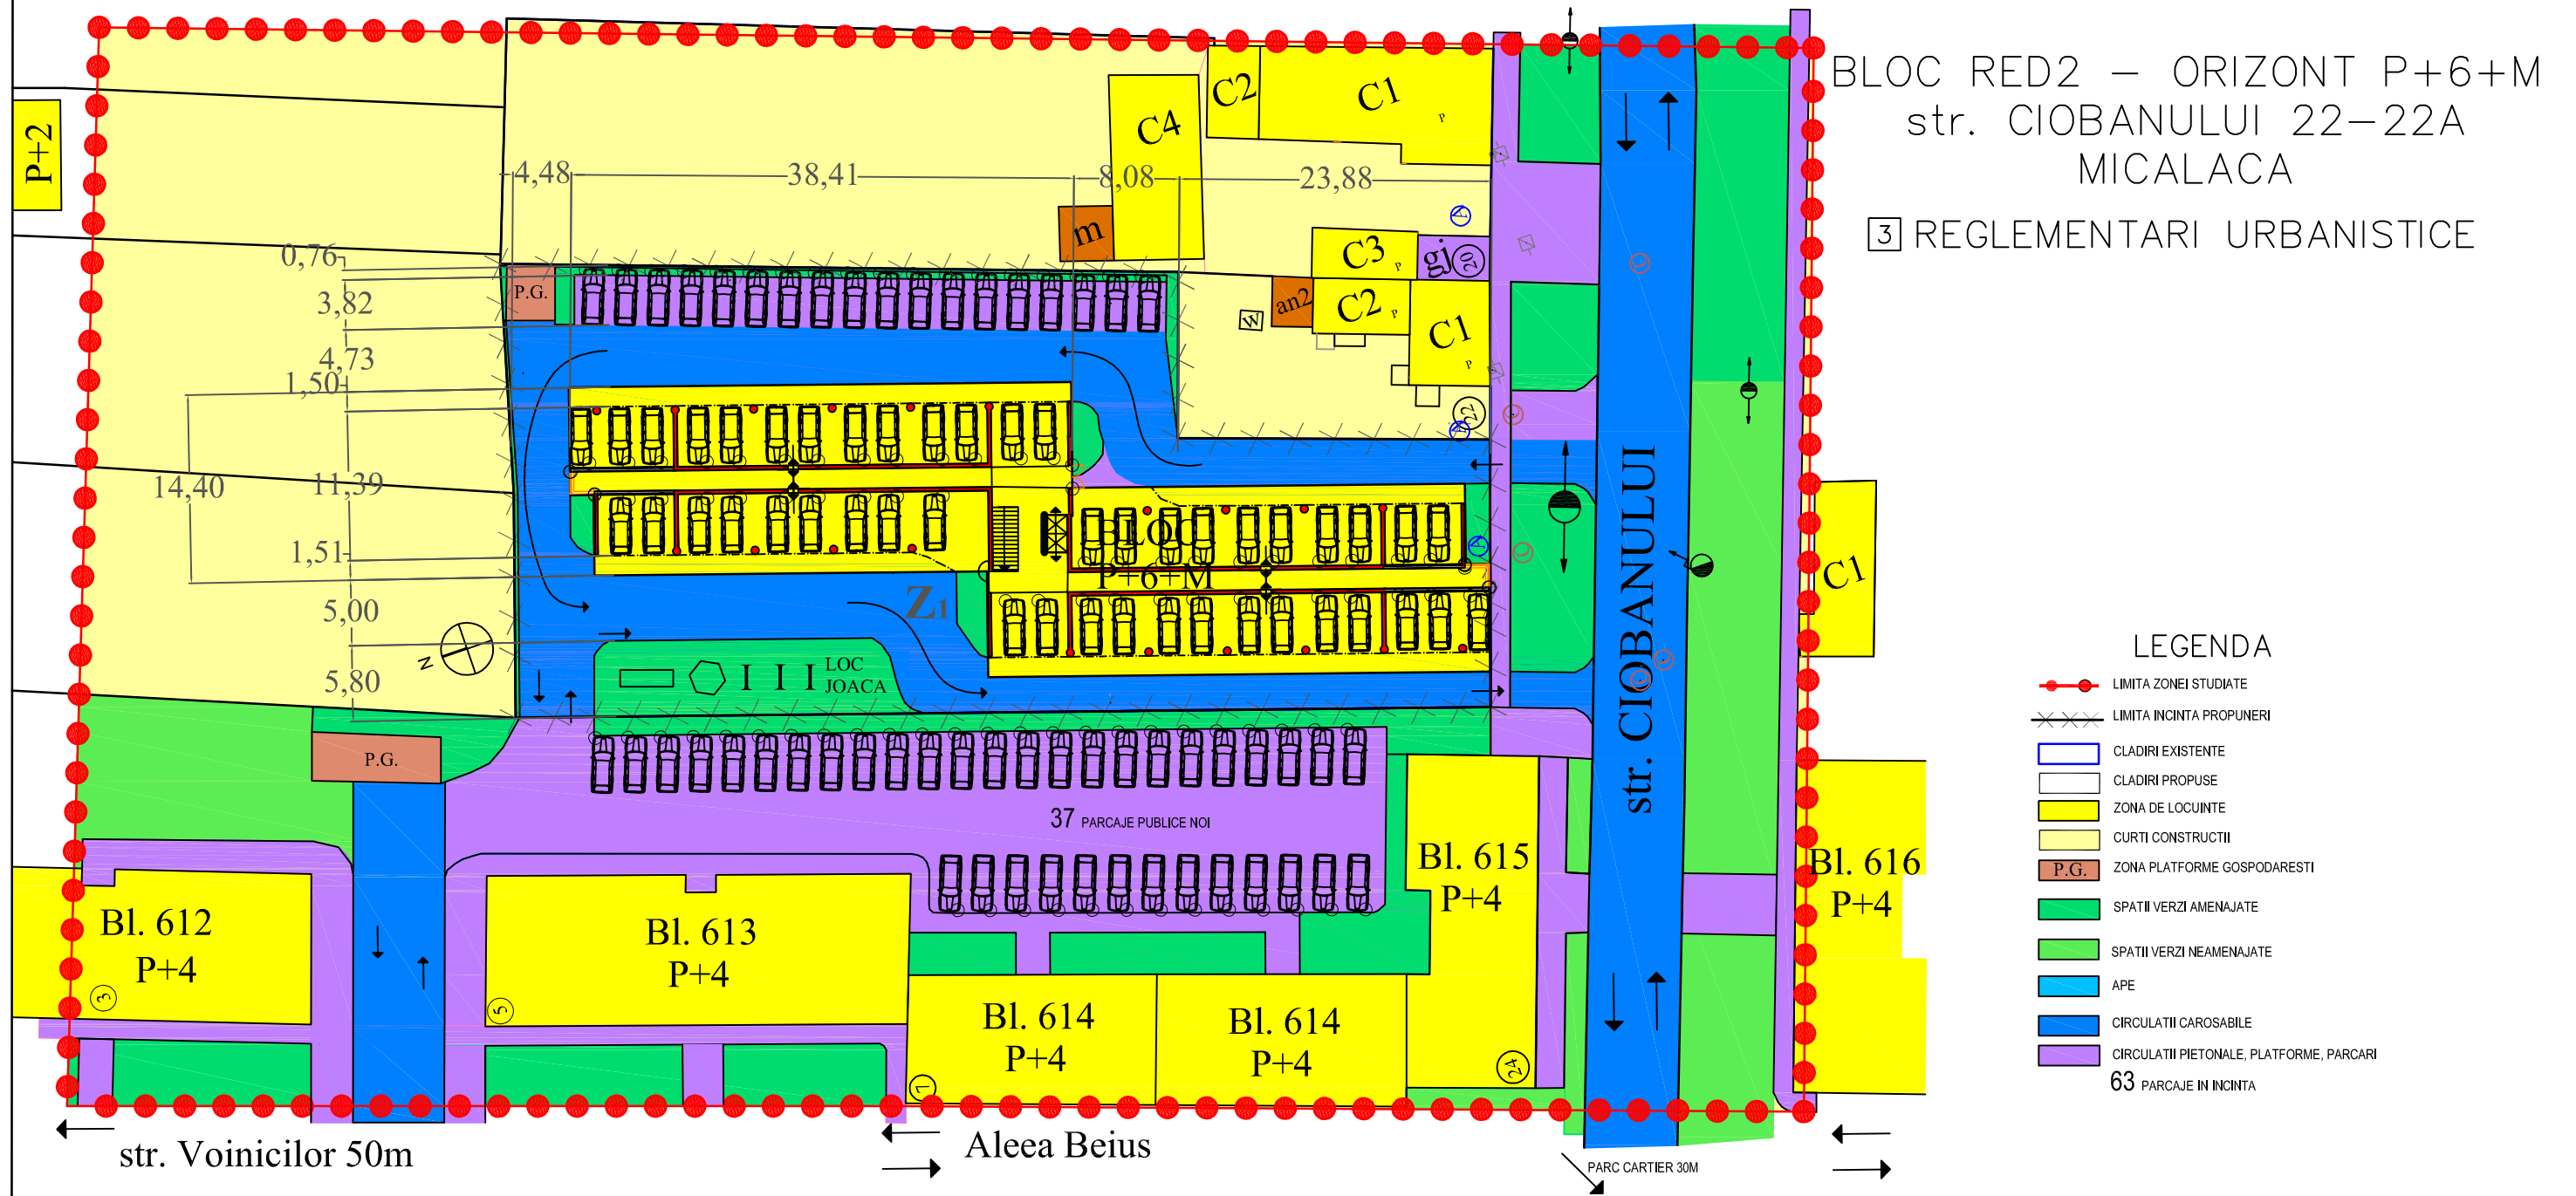 BLOC RED2 – ORIZONT P+6+M
str. CIOBANULUI 22–22A
MICALACA
3 REGLEMENTARI URBANISTICE
P+2
C4
C2
C1
P
4,48
38,41
8,08
23,88
m
C3
P
gj
20
an2
C2
P
C1
P
W
22
P.G.
0,76
3,82
4,73
1,50
14,40
11,39
1,51
5,00
5,80
N
BLOC
P+6+M
Z1
LOC
JOACA
str. CIOBANULUI
C1
P.G.
37 PARCAJE PUBLICE NOI
Bl. 612
P+4
3
Bl. 613
P+4
5
Bl. 614
P+4
1
Bl. 614
P+4
Bl. 615
P+4
24
Bl. 616
P+4
str. Voinicilor 50m
Aleea Beius
PARC CARTIER 30M
LEGENDA
LIMITA ZONEI STUDIATE
LIMITA INCINTA PROPUNERI
CLADIRI EXISTENTE
CLADIRI PROPUSE
ZONA DE LOCUINTE
CURTI CONSTRUCTII
P.G. ZONA PLATFORME GOSPODARESTI
SPATII VERZI AMENAJATE
SPATII VERZI NEAMENAJATE
APE
CIRCULATII CAROSABILE
CIRCULATII PIETONALE, PLATFORME, PARCARI
63 PARCAJE IN INCINTA